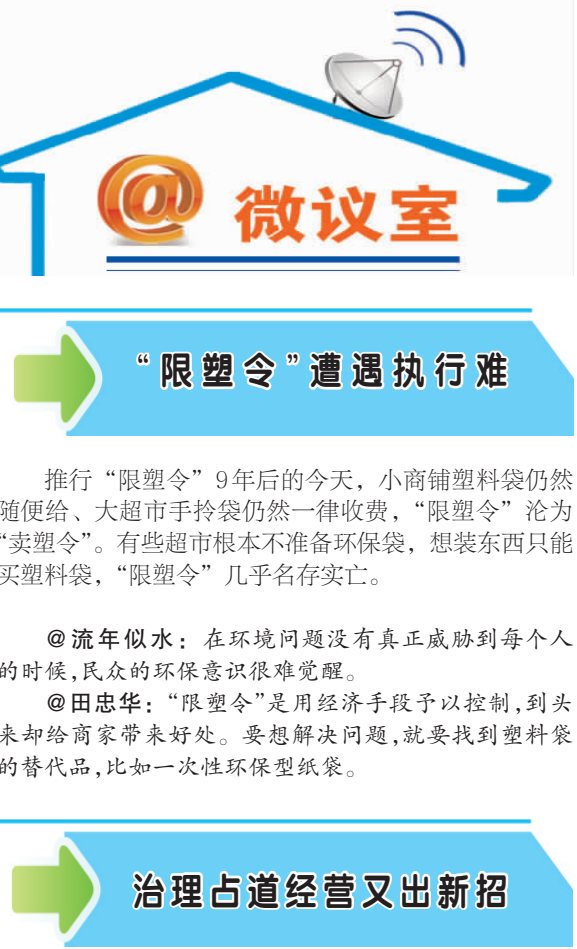 @ 微议室
“限塑令”遭遇执行难
推行“限塑令”9年后的今天，小商铺塑料袋仍然
随便给、大超市手拎袋仍然一律收费，“限塑令”沦为
“卖塑令”。有些超市根本不准备环保袋，想装东西只能
买塑料袋，“限塑令”几乎名存实亡。
@流年似水：在环境问题没有真正威胁到每个人
的时候,民众的环保意识很难觉醒。
@田忠华：“限塑令”是用经济手段予以控制,到头
来却给商家带来好处。要想解决问题,就要找到塑料袋
的替代品,比如一次性环保型纸袋。
治理占道经营又出新招